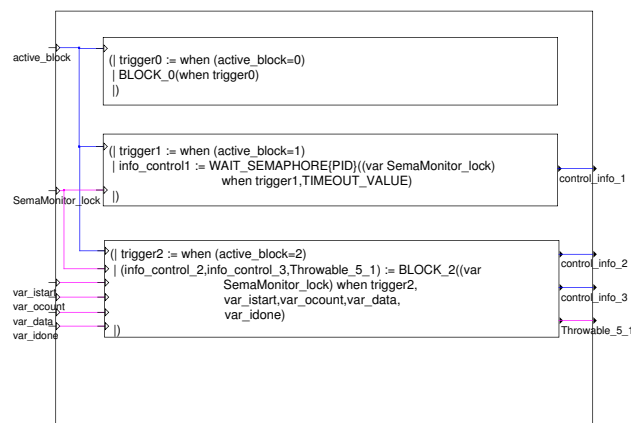 active_block
(| trigger0 := when (active_block=0)
| BLOCK_0(when trigger0)
|)
(| trigger1 := when (active_block=1)
| info_control1 := WAIT_SEMAPHORE{PID}((var SemaMonitor_lock)
when trigger1,TIMEOUT_VALUE)
|)
control_info_1
SemaMonitor_lock
(| trigger2 := when (active_block=2)
| (info_control_2,info_control_3,Throwable_5_1) := BLOCK_2((var
SemaMonitor_lock) when trigger2,
var_istart,var_ocount,var_data,
var_idone)
|)
control_info_2
control_info_3
Throwable_5_1
var_istart
var_ocount
var_data
var_idone